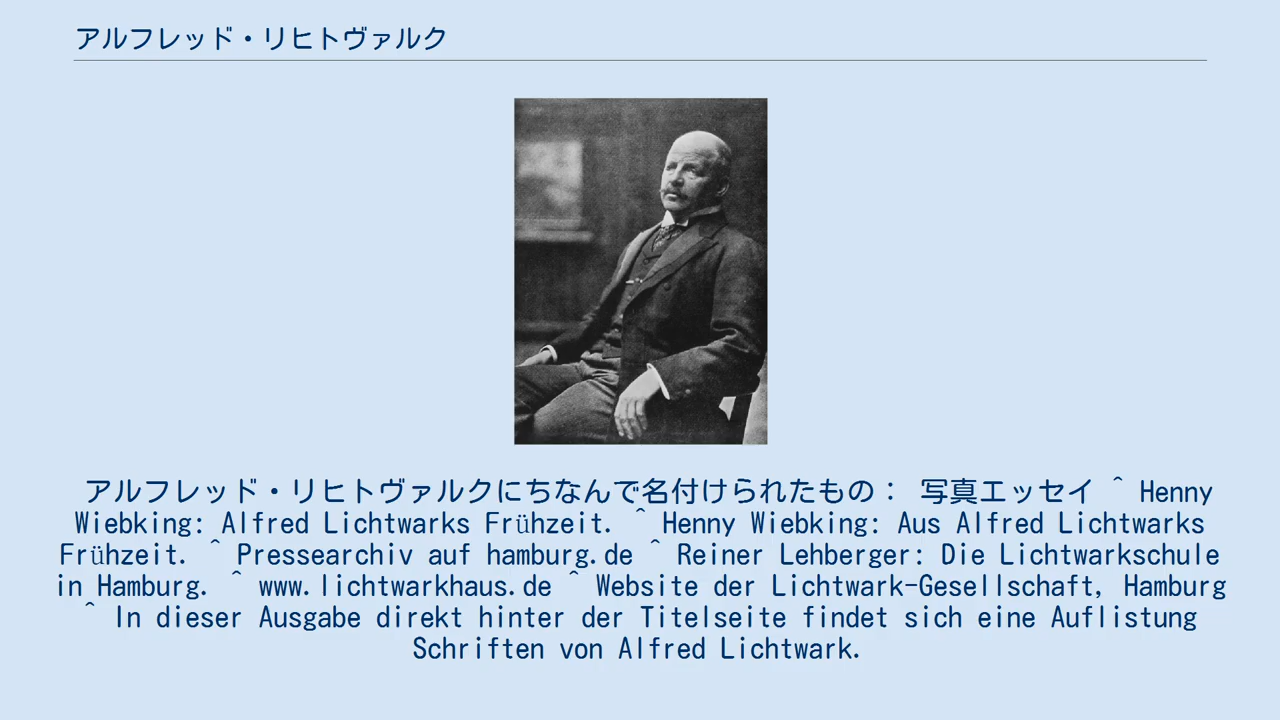 アルフレッド・リヒトヴァルク
アルフレッド・リヒトヴァルクにちなんで名付けられたもの： 写真エッセイ ^ Henny
Wiebking: Alfred Lichtwarks Frühzeit. ^ Henny Wiebking: Aus Alfred Lichtwarks
Frühzeit. ^ Pressearchiv auf hamburg.de ^ Reiner Lehberger: Die Lichtwarkschule
in Hamburg. ^ www.lichtwarkhaus.de ^ Website der Lichtwark-Gesellschaft, Hamburg
^ In dieser Ausgabe direkt hinter der Titelseite findet sich eine Auflistung
Schriften von Alfred Lichtwark.